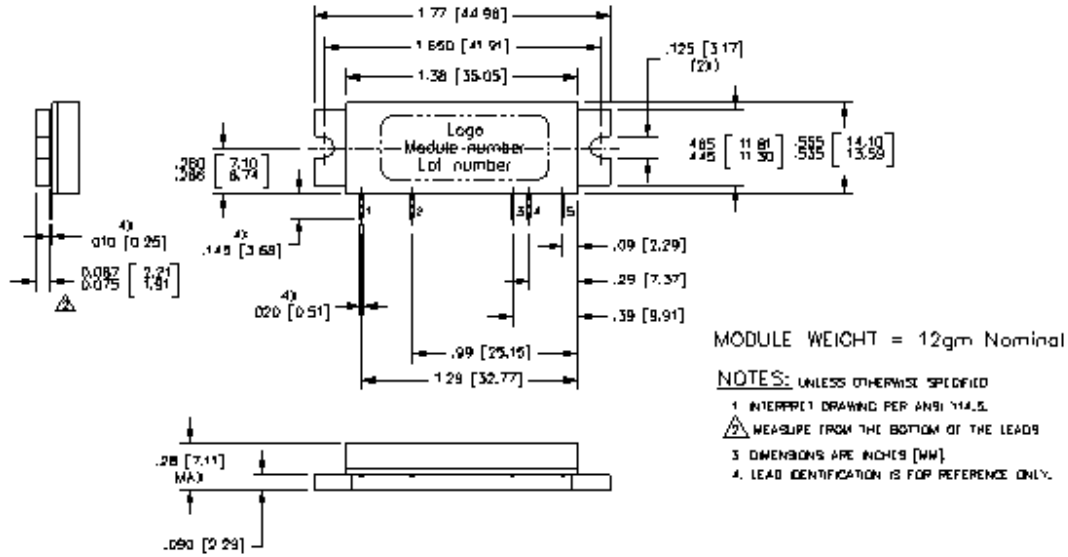 1.77 [44.96]
1.650 [41.91]
1.38 [35.05]
.125 [3.17]
(2X)
Logo
Module number
Lot number
.465 [11.81]
.445 [11.30]
.555 [14.10]
.535 [13.59]
.280 [7.10]
1
2
3
4
5
4X
.010 [0.25]
0.087 [2.21]
0.075 [1.91]
2
4X
.145 [3.68]
4X
.020 [0.51]
.09 [2.29]
.29 [7.37]
.39 [9.91]
.99 [25.15]
1.29 [32.77]
.28 [7.11]
MAX
.090 [2.29]
MODULE WEIGHT = 12gm Nominal
NOTES: UNLESS OTHERWISE SPECIFIED
1 INTERPRET DRAWING PER ANSI Y14.5.
2 MEASURE FROM THE BOTTOM OF THE LEADS
3 DIMENSIONS ARE INCHES [MM].
4. LEAD IDENTIFICATION IS FOR REFERENCE ONLY.